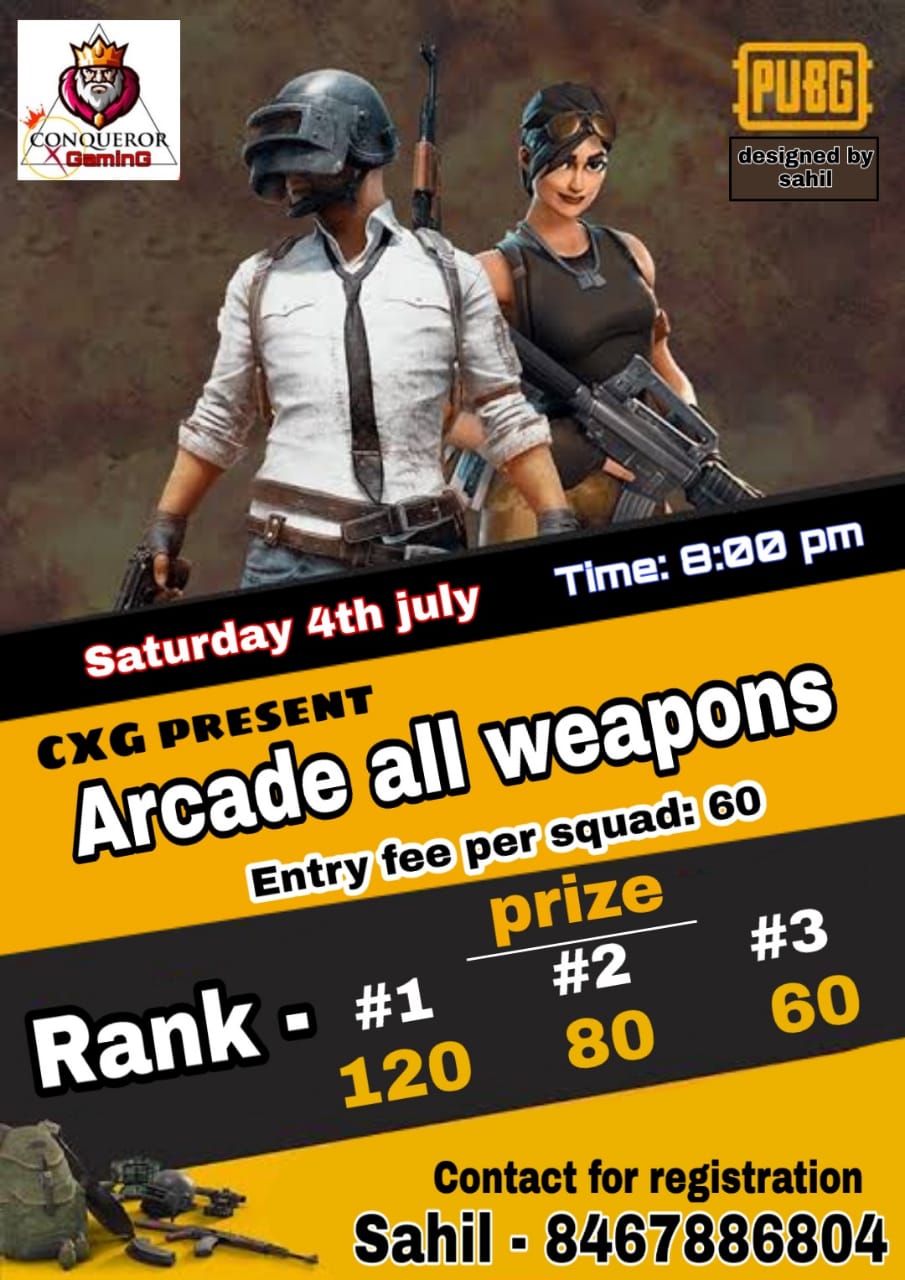 CONQUEROR
X GaminG
PUBG
designed by
sahil
Saturday 4th july
Time: 8:00 pm
CXG PRESENT
Arcade all weapons
Entry fee per squad: 60
prize
Rank - #1 #2 #3
120 80 60
Contact for registration
Sahil - 8467886804